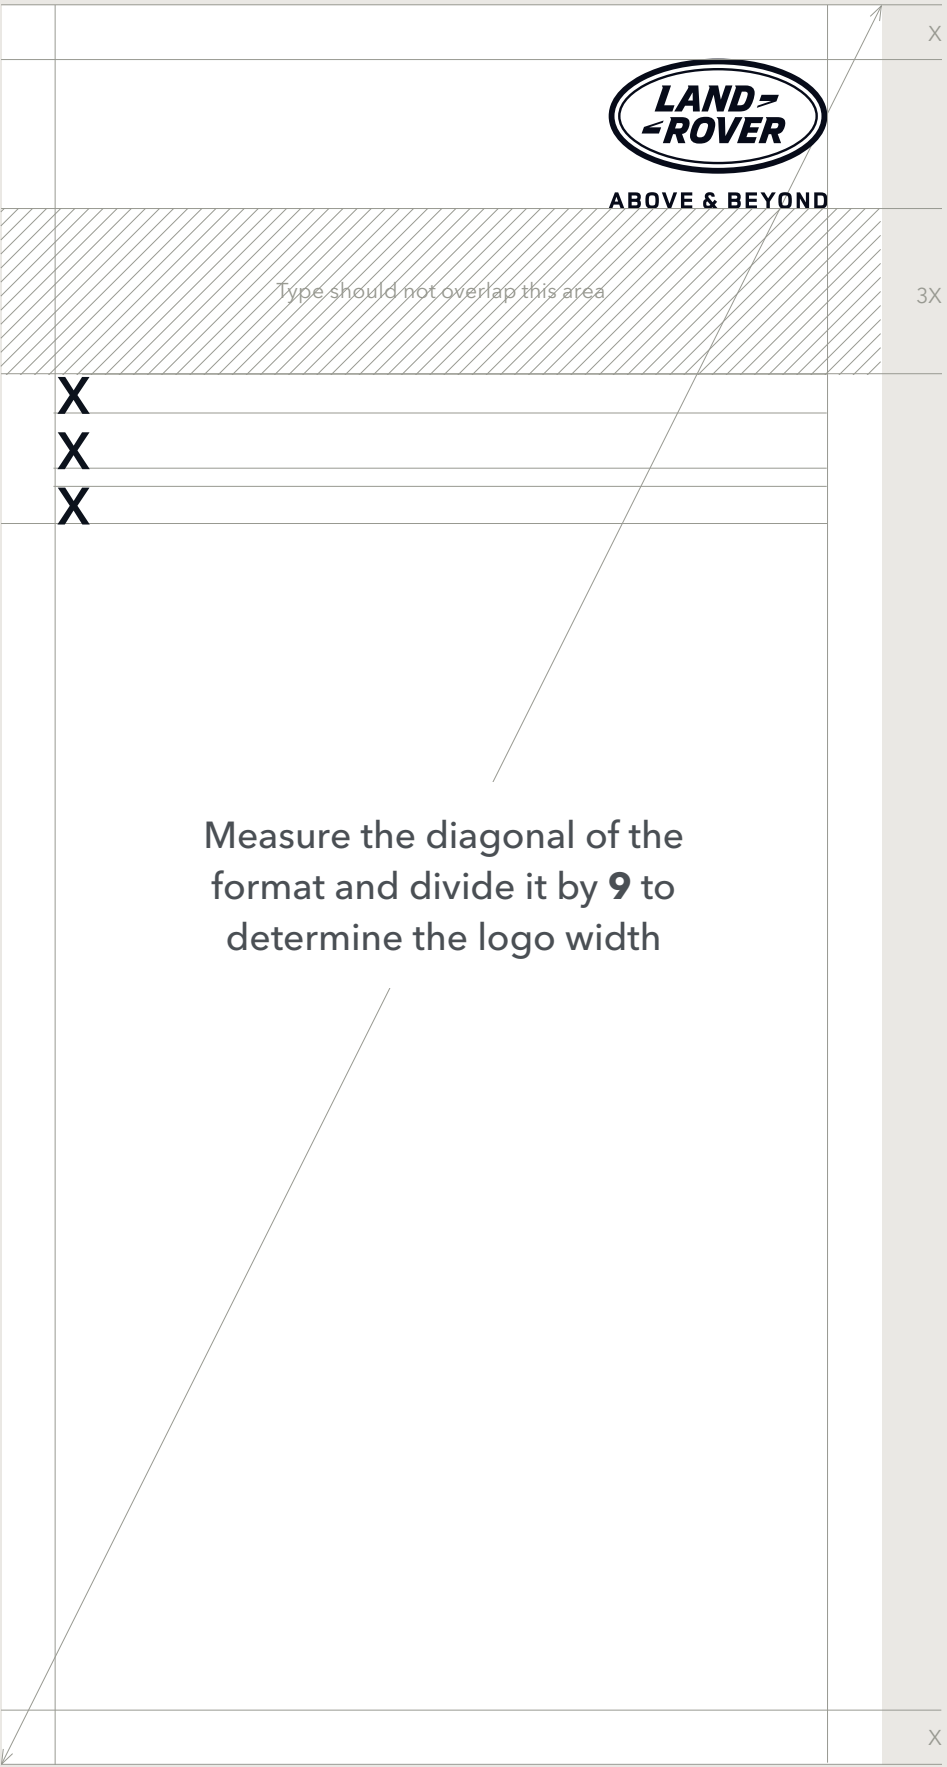 X
LAND-
-ROVER
ABOVE & BEYOND
Type should not overlap this area
3X
X
X
X
Measure the diagonal of the
format and divide it by 9 to
determine the logo width
X